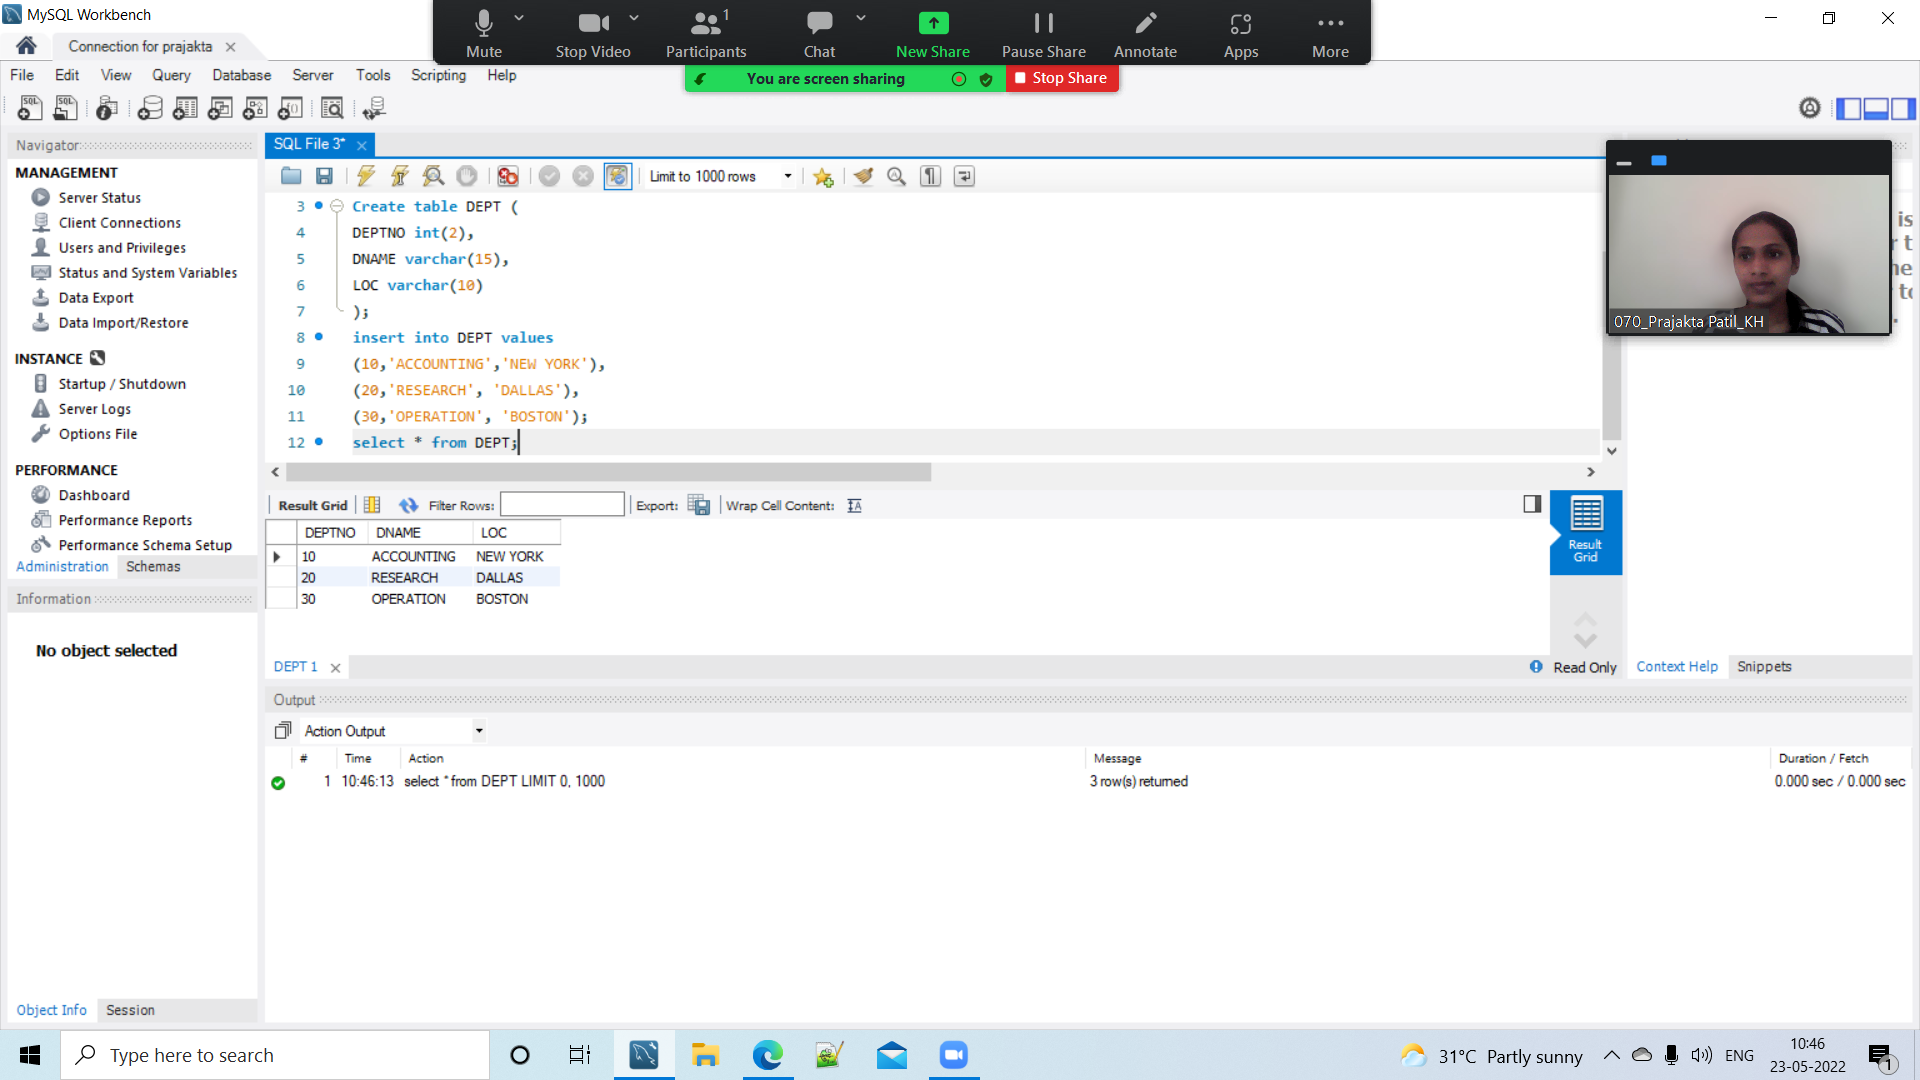 MySQL Workbench
Mute
Stop Video
Participants
1
Chat
New Share
Pause Share
Annotate
Apps
More
You are screen sharing
Stop Share
Connection for prajakta
File Edit View Query Database Server Tools Scripting Help
Navigator
MANAGEMENT
Server Status
Client Connections
Users and Privileges
Status and System Variables
Data Export
Data Import/Restore
INSTANCE
Startup / Shutdown
Server Logs
Options File
PERFORMANCE
Dashboard
Performance Reports
Performance Schema Setup
Administration Schemas
Information
No object selected
Object Info Session
SQL File 3*
Limit to 1000 rows
3 Create table DEPT (
4 DEPTNO int(2),
5 DNAME varchar(15),
6 LOC varchar(10)
7 );
8 insert into DEPT values
9 (10,'ACCOUNTING','NEW YORK'),
10 (20,'RESEARCH', 'DALLAS'),
11 (30,'OPERATION', 'BOSTON');
12 select * from DEPT;
Result Grid Filter Rows: Export: Wrap Cell Content:
DEPTNO DNAME LOC
10 ACCOUNTING NEW YORK
20 RESEARCH DALLAS
30 OPERATION BOSTON
Result
Grid
DEPT 1
Read Only
Context Help Snippets
070_Prajakta Patil_KH
Output
Action Output
# Time Action Message Duration / Fetch
1 10:46:13 select * from DEPT LIMIT 0, 1000 3 row(s) returned 0.000 sec / 0.000 sec
Type here to search
31°C Partly sunny
ENG
10:46
23-05-2022
1